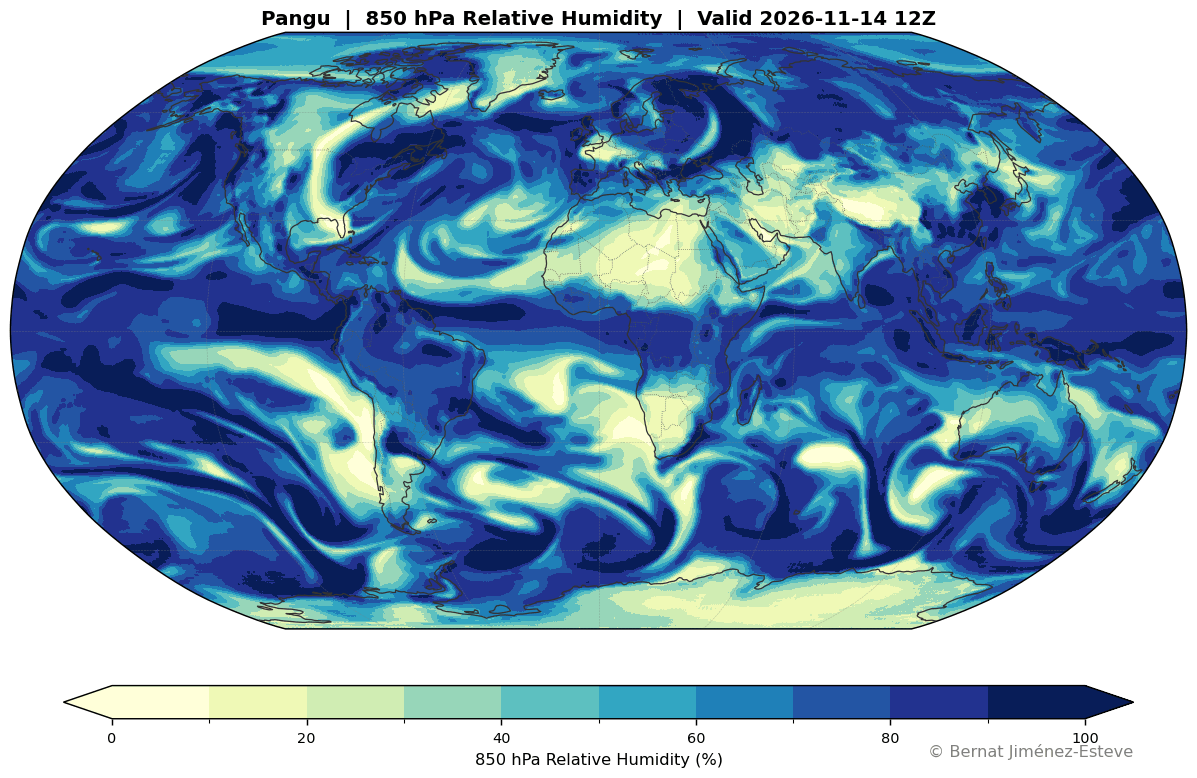 Pangu  |  850 hPa Relative Humidity  |  Valid 2026-11-14 12Z
0 20 40 60 80 100
850 hPa Relative Humidity (%)
© Bernat Jiménez-Esteve